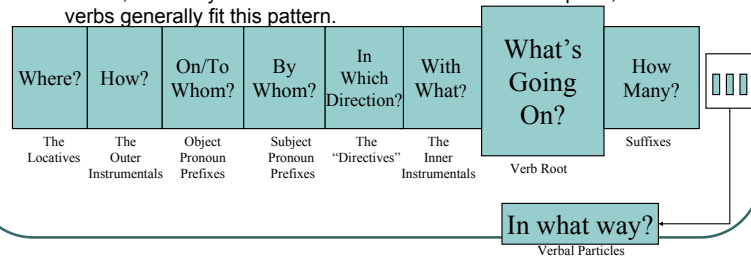 verbs generally fit this pattern.
Where?
How?
On/To
Whom?
By
Whom?
In
Which
Direction?
With
What?
What's
Going
On?
How
Many?
The
Locatives
The
Outer
Instrumentals
Object
Pronoun
Prefixes
Subject
Pronoun
Prefixes
The
“Directives”
The
Inner
Instrumentals
Verb Root
Suffixes
In what way?
Verbal Particles